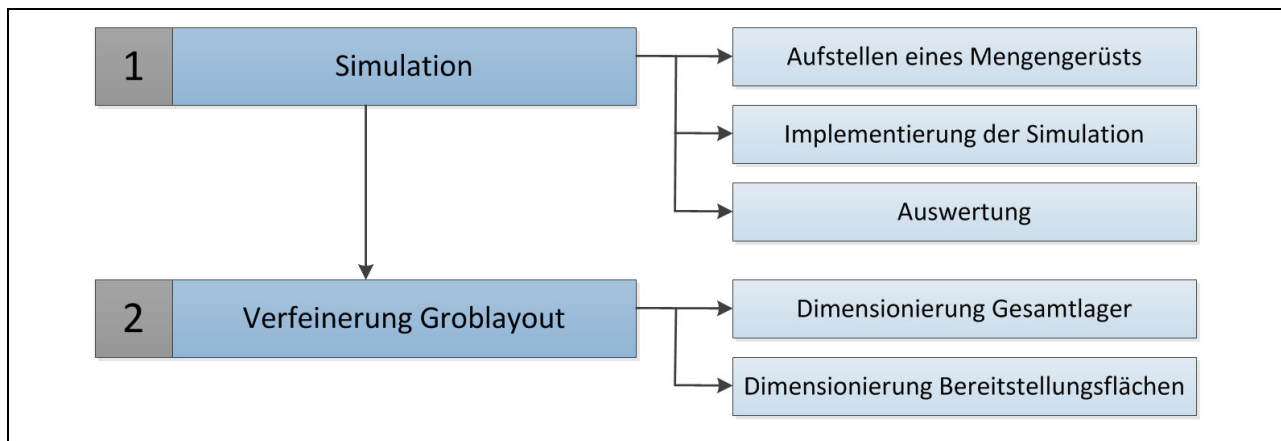 1
Simulation
Aufstellen eines Mengengerüsts
Implementierung der Simulation
Auswertung
2
Verfeinerung Groblayout
Dimensionierung Gesamtlager
Dimensionierung Bereitstellungsflächen